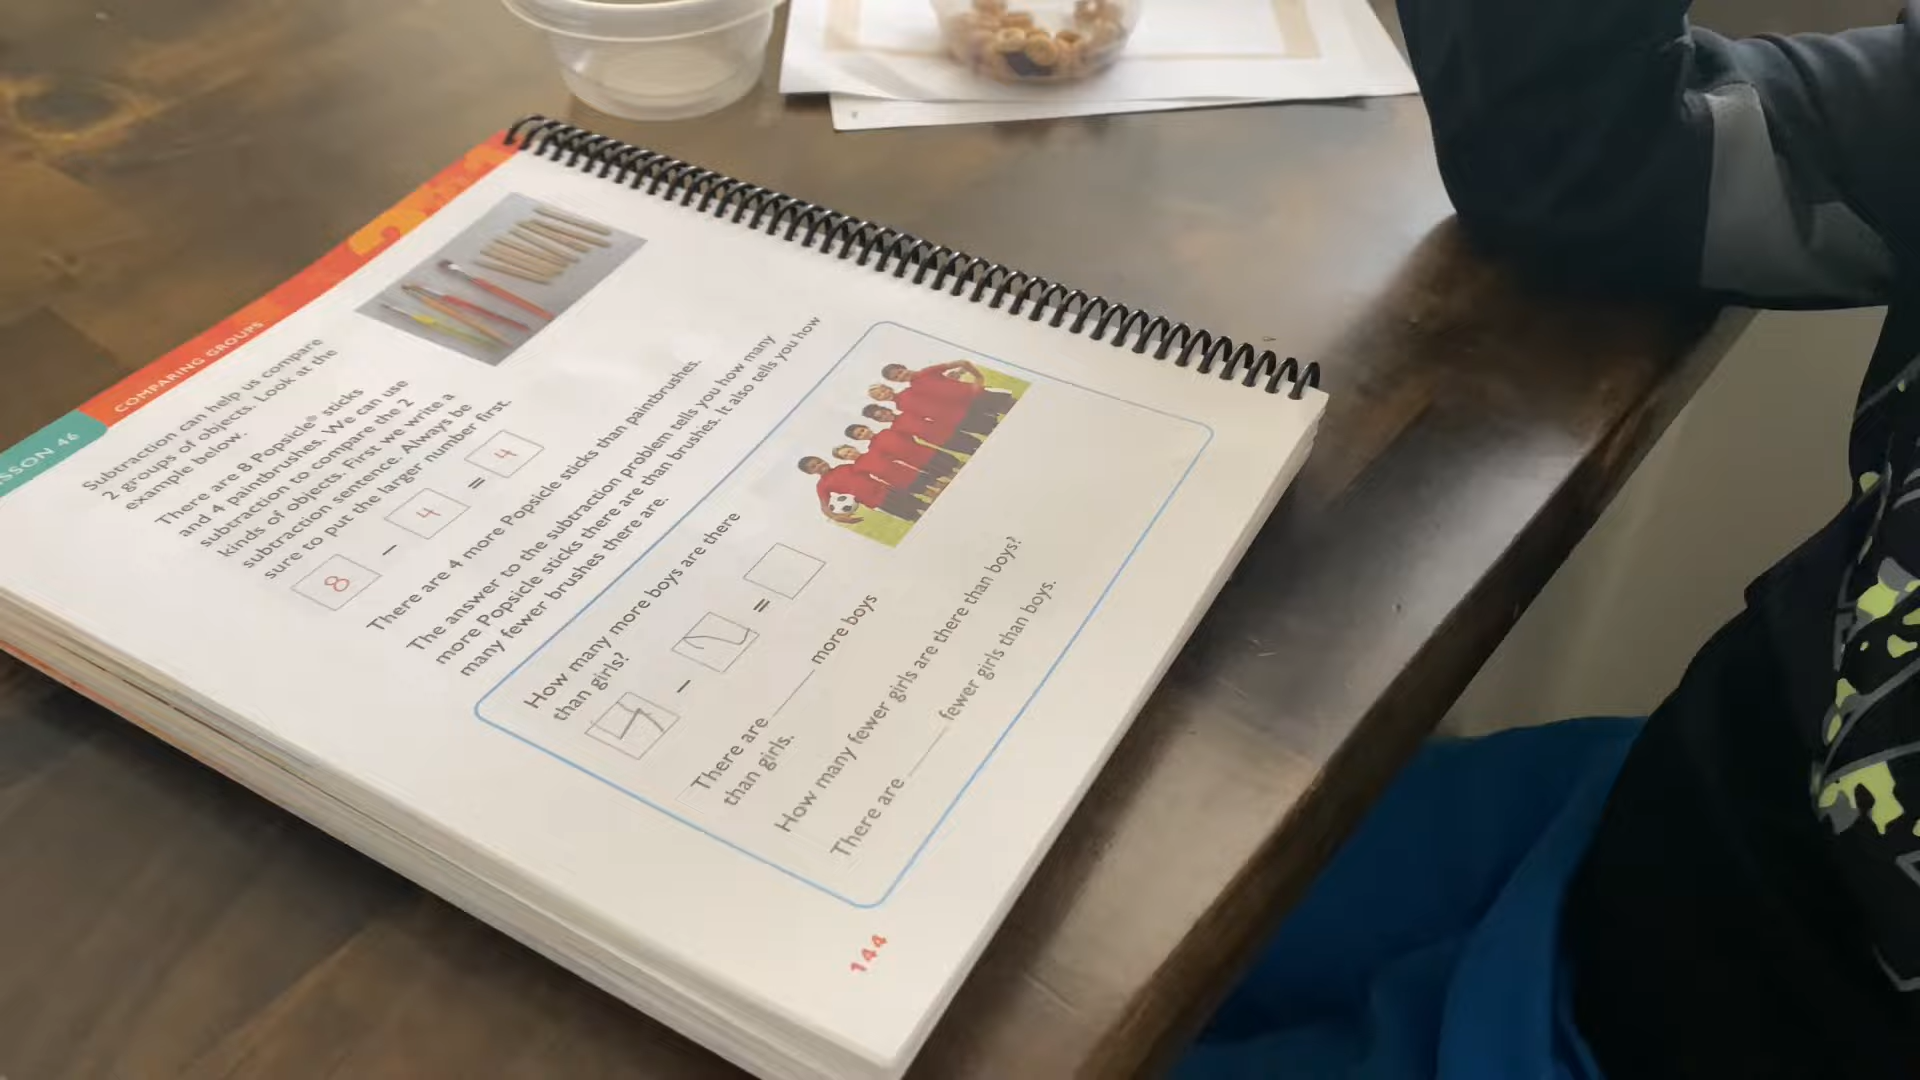 SSON 46
COMPARING GROUPS
Subtraction can help us compare
2 groups of objects. Look at the
example below.
There are 8 Popsicle® sticks
and 4 paintbrushes. We can use
subtraction to compare the 2
kinds of objects. First we write a
subtraction sentence. Always be
sure to put the larger number first.
8 − 4 = 4
There are 4 more Popsicle sticks than paintbrushes.
The answer to the subtraction problem tells you how many
more Popsicle sticks there are than brushes. It also tells you how
many fewer brushes there are.
How many more boys are there
than girls?
4 − 2 =
There are ______ more boys
than girls.
How many fewer girls are there than boys?
There are ______ fewer girls than boys.
144